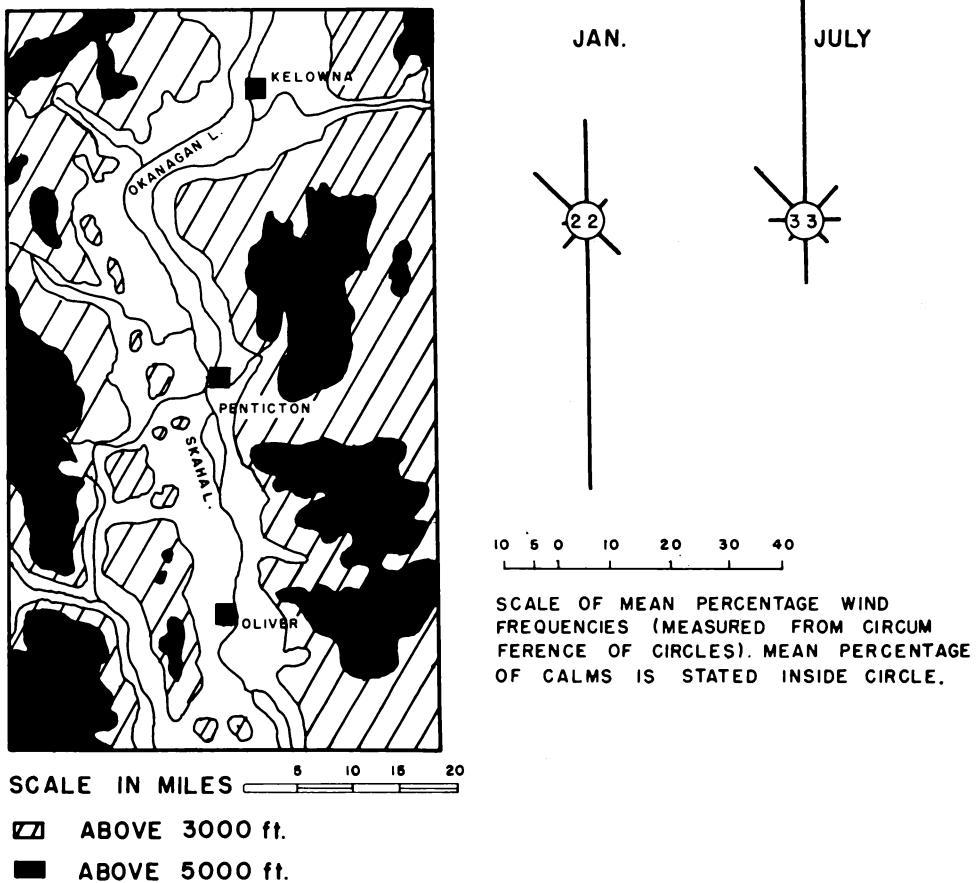 KELOWNA
OKANAGAN L.
PENTICTON
SKAHA L.
OLIVER
SCALE IN MILES 5 10 15 20
ABOVE 3000 ft.
ABOVE 5000 ft.
JAN. JULY
22 33
10 5 0 10 20 30 40
SCALE OF MEAN PERCENTAGE WIND
FREQUENCIES (MEASURED FROM CIRCUM
FERENCE OF CIRCLES). MEAN PERCENTAGE
OF CALMS IS STATED INSIDE CIRCLE.